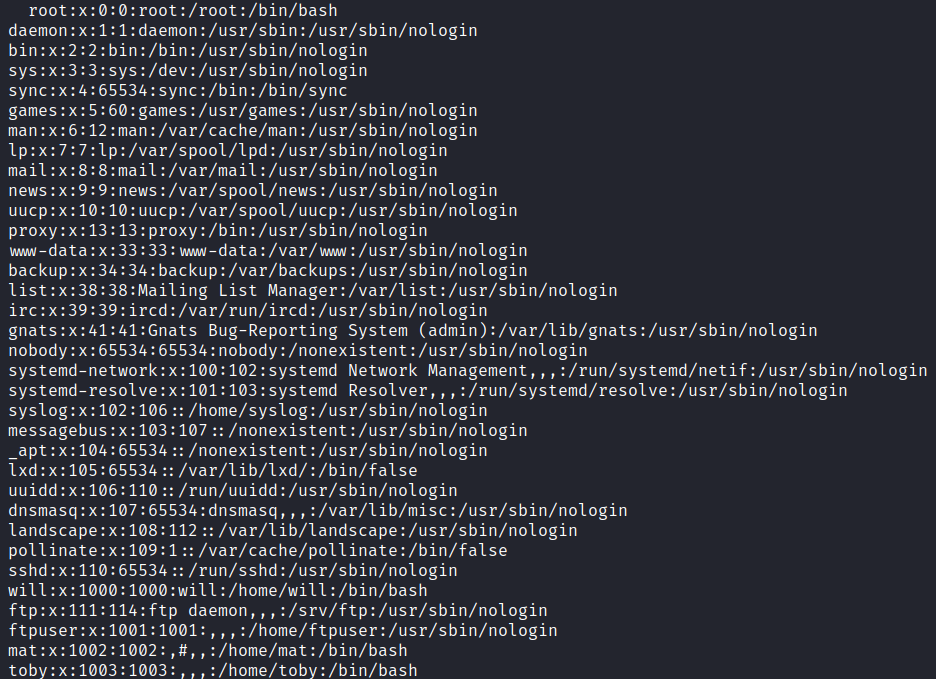 root:x:0:0:root:/root:/bin/bash
daemon:x:1:1:daemon:/usr/sbin:/usr/sbin/nologin
bin:x:2:2:bin:/bin:/usr/sbin/nologin
sys:x:3:3:sys:/dev:/usr/sbin/nologin
sync:x:4:65534:sync:/bin:/bin/sync
games:x:5:60:games:/usr/games:/usr/sbin/nologin
man:x:6:12:man:/var/cache/man:/usr/sbin/nologin
lp:x:7:7:lp:/var/spool/lpd:/usr/sbin/nologin
mail:x:8:8:mail:/var/mail:/usr/sbin/nologin
news:x:9:9:news:/var/spool/news:/usr/sbin/nologin
uucp:x:10:10:uucp:/var/spool/uucp:/usr/sbin/nologin
proxy:x:13:13:proxy:/bin:/usr/sbin/nologin
www-data:x:33:33:www-data:/var/www:/usr/sbin/nologin
backup:x:34:34:backup:/var/backups:/usr/sbin/nologin
list:x:38:38:Mailing List Manager:/var/list:/usr/sbin/nologin
irc:x:39:39:ircd:/var/run/ircd:/usr/sbin/nologin
gnats:x:41:41:Gnats Bug-Reporting System (admin):/var/lib/gnats:/usr/sbin/nologin
nobody:x:65534:65534:nobody:/nonexistent:/usr/sbin/nologin
systemd-network:x:100:102:systemd Network Management,,,:/run/systemd/netif:/usr/sbin/nologin
systemd-resolve:x:101:103:systemd Resolver,,,:/run/systemd/resolve:/usr/sbin/nologin
syslog:x:102:106::/home/syslog:/usr/sbin/nologin
messagebus:x:103:107::/nonexistent:/usr/sbin/nologin
_apt:x:104:65534::/nonexistent:/usr/sbin/nologin
lxd:x:105:65534::/var/lib/lxd/:/bin/false
uuidd:x:106:110::/run/uuidd:/usr/sbin/nologin
dnsmasq:x:107:65534:dnsmasq,,,:/var/lib/misc:/usr/sbin/nologin
landscape:x:108:112::/var/lib/landscape:/usr/sbin/nologin
pollinate:x:109:1::/var/cache/pollinate:/bin/false
sshd:x:110:65534::/run/sshd:/usr/sbin/nologin
will:x:1000:1000:will:/home/will:/bin/bash
ftp:x:111:114:ftp daemon,,,:/srv/ftp:/usr/sbin/nologin
ftpuser:x:1001:1001:,,,:/home/ftpuser:/usr/sbin/nologin
mat:x:1002:1002:,#,,:/home/mat:/bin/bash
toby:x:1003:1003:,,,:/home/toby:/bin/bash